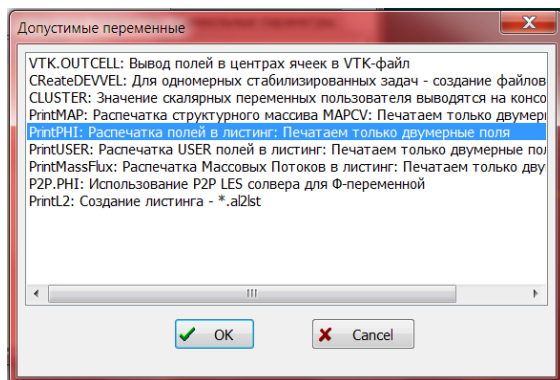 Допустимые переменные
VTK.OUTCELL: Вывод полей в центрах ячеек в VTK-файл
CReateDEVVEL: Для одномерных стабилизированных задач - создание файлов
CLUSTER: Значение скалярных переменных пользователя выводятся на консо
PrintMAP: Распечатка структурного массива MAPCV: Печатаем только двумер
PrintPHI: Распечатка полей в листинг: Печатаем только двумерные поля
PrintUSER: Распечатка USER полей в листинг: Печатаем только двумерные пол
PrintMassFlux: Распечатка Массовых Потоков в листинг: Печатаем только дву
P2P.PHI: Использование P2P LES солвера для Ф-переменной
PrintL2: Создание листинга - *.al2lst
OK
Cancel